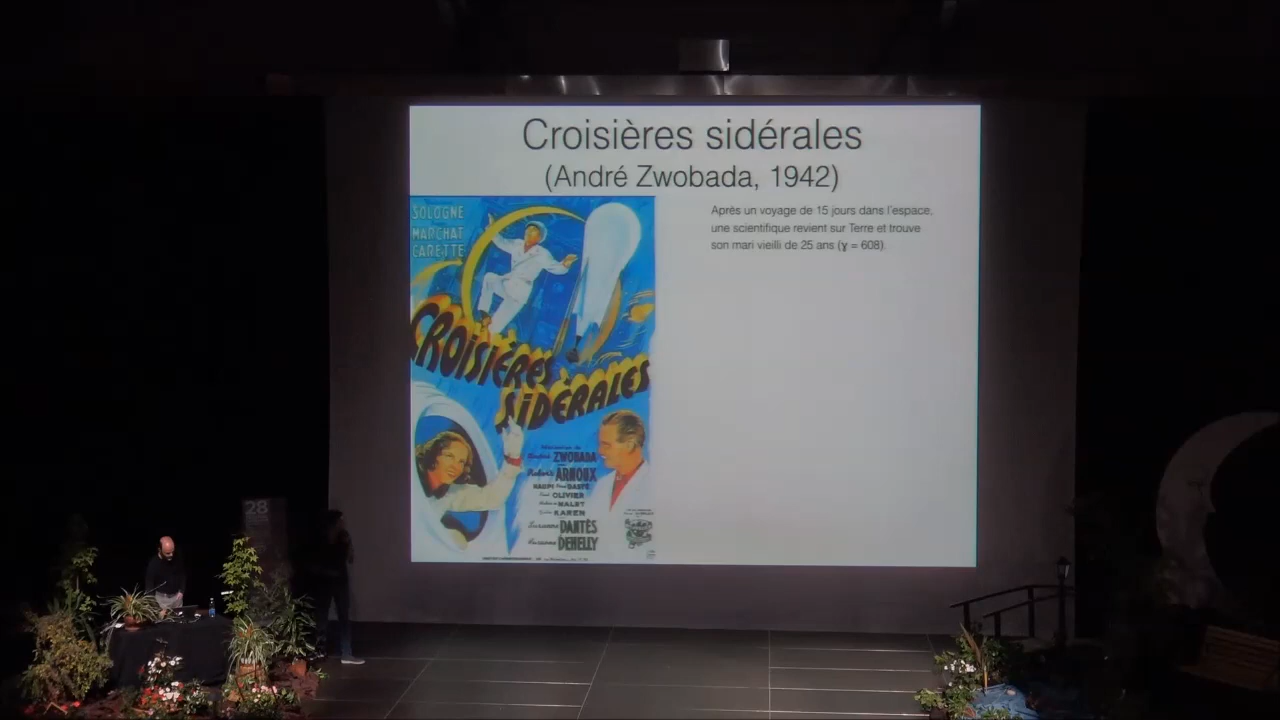 Croisières sidérales
(André Zwobada, 1942)
SOLOGNE
MARCHAT
CARETTE
Après un voyage de 15 jours dans l'espace,
une scientifique revient sur Terre et trouve
son mari vieilli de 25 ans (ɣ = 608).
CROISIÈRES
SIDÉRALES
ZWOBADA
ARNOUX
OLIVIER
KAREN
DANTÈS
DEHELLY
28